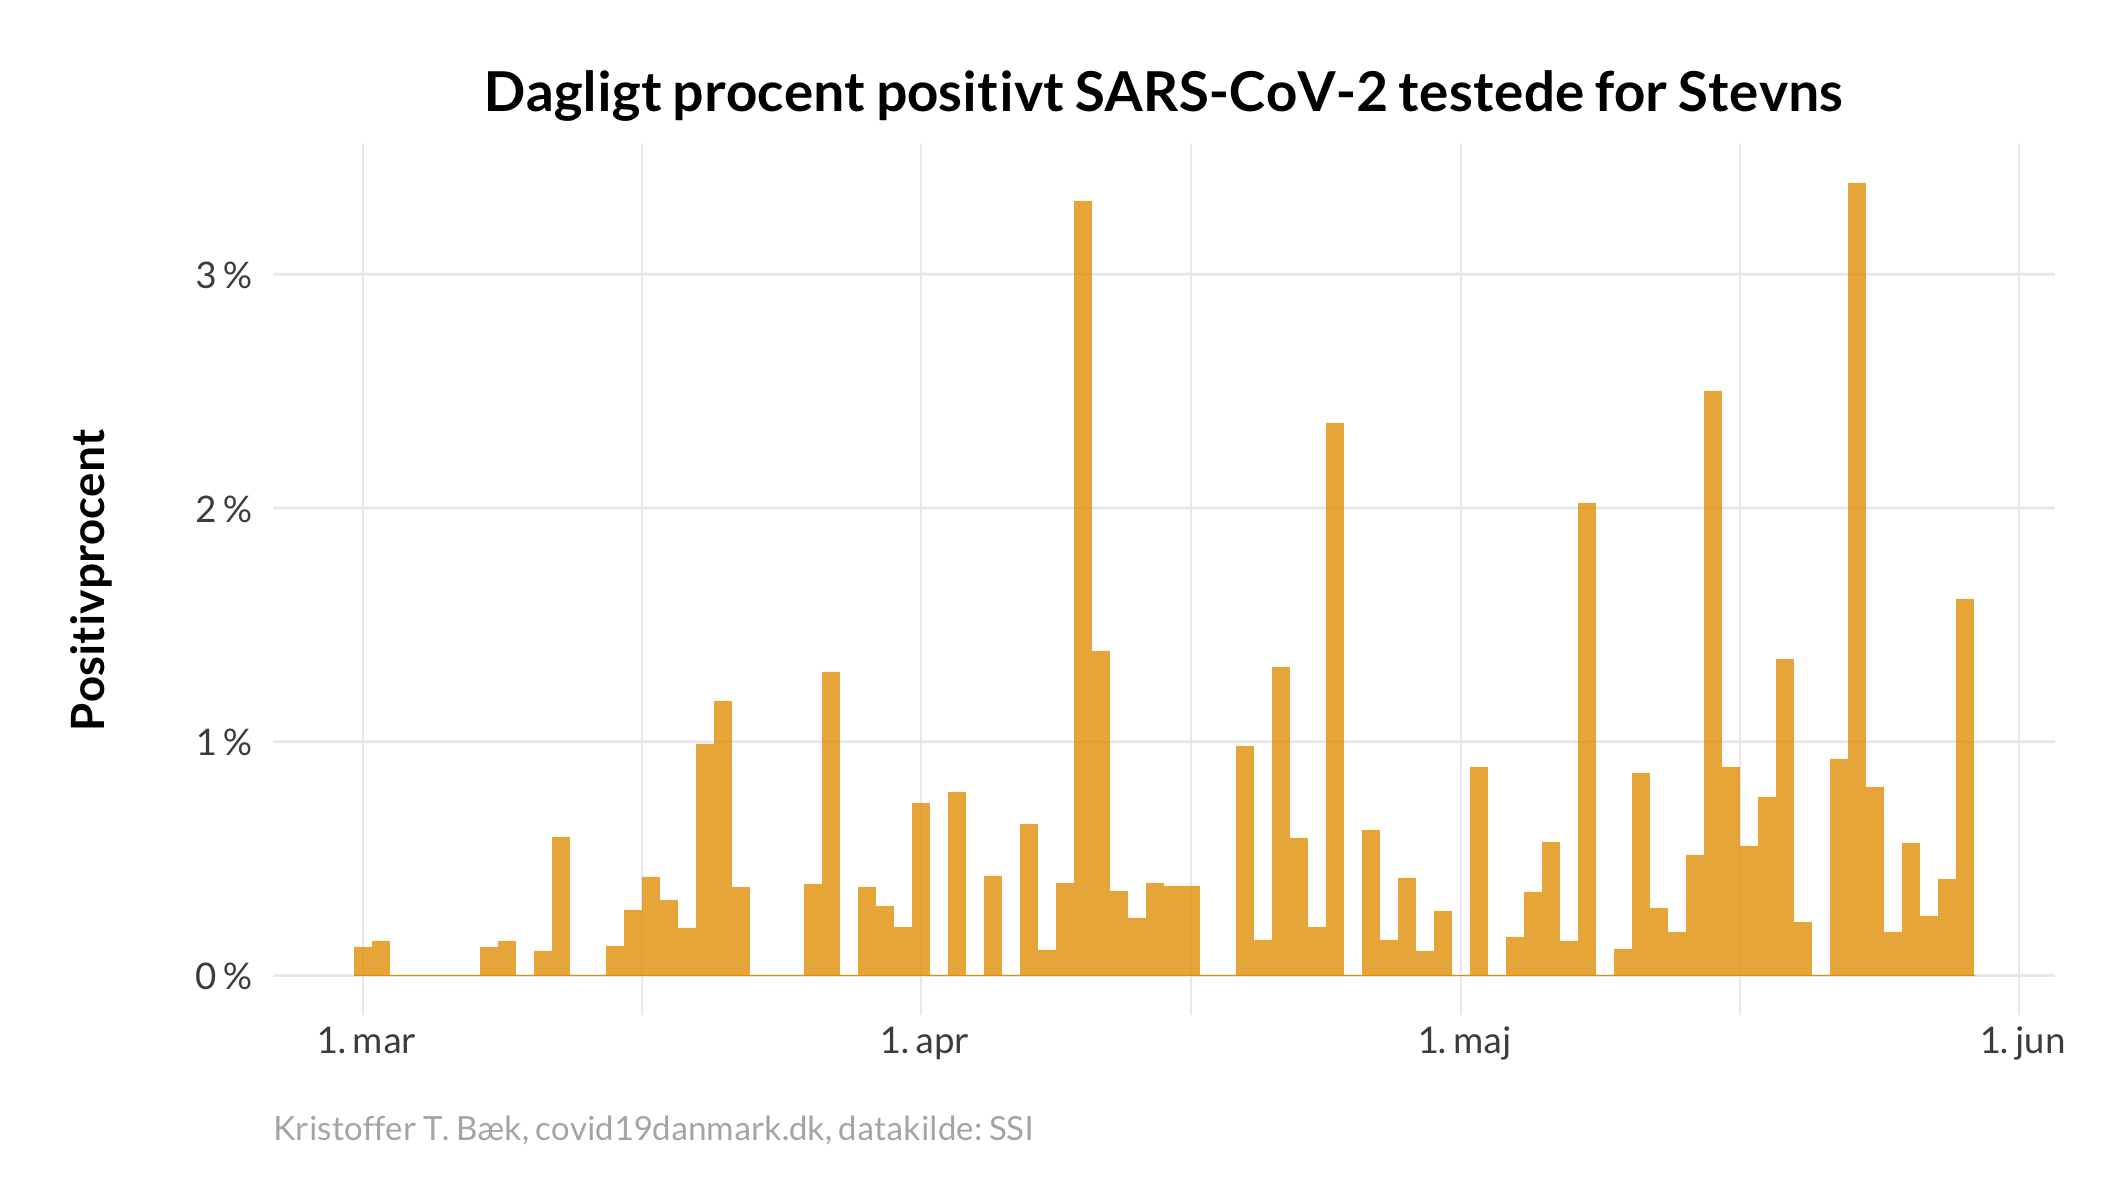 Dagligt procent positivt SARS-CoV-2 testede for Stevns
Positivprocent
3 %
2 %
1 %
0 %
1. mar
1. apr
1. maj
1. jun
Kristoffer T. Bæk, covid19danmark.dk, datakilde: SSI